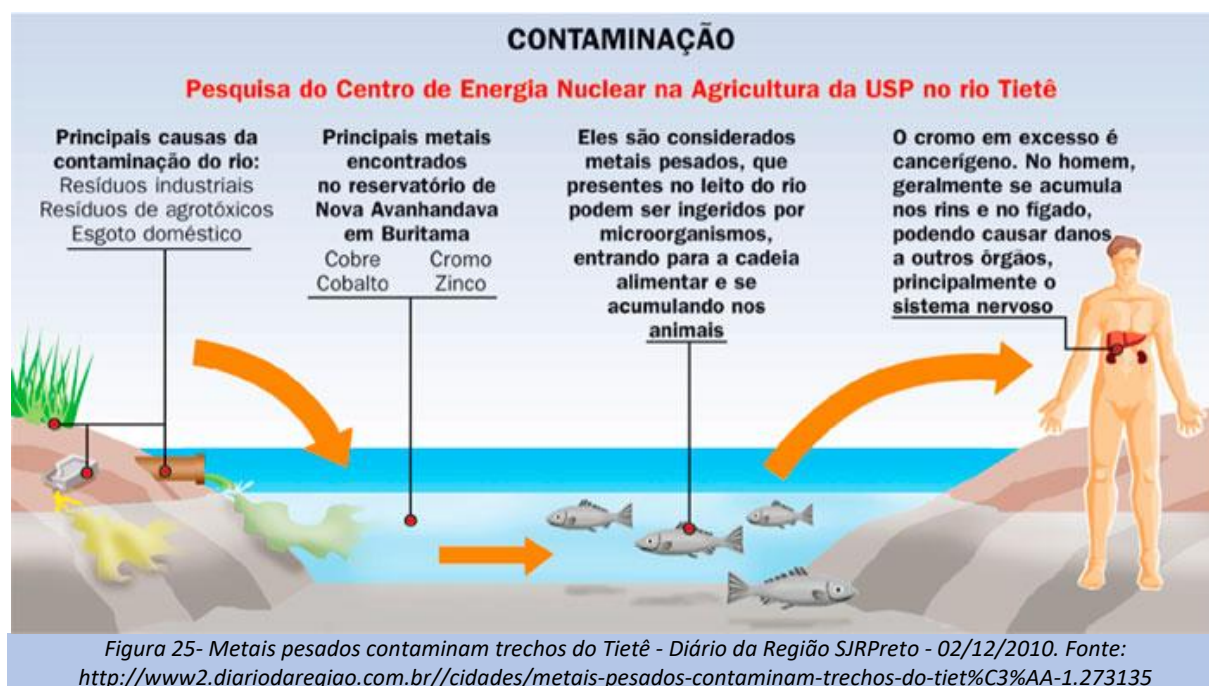 CONTAMINAÇÃO
Pesquisa do Centro de Energia Nuclear na Agricultura da USP no rio Tietê
Principais causas da
contaminação do rio:
Resíduos industriais
Resíduos de agrotóxicos
Esgoto doméstico
Principais metais
encontrados
no reservatório de
Nova Avanhandava
em Buritama
Cobre Cromo
Cobalto Zinco
Eles são considerados
metais pesados, que
presentes no leito do rio
podem ser ingeridos por
microorganismos,
entrando para a cadeia
alimentar e se
acumulando nos
animais
O cromo em excesso é
cancerígeno. No homem,
geralmente se acumula
nos rins e no fígado,
podendo causar danos
a outros órgãos,
principalmente o
sistema nervoso
Figura 25- Metais pesados contaminam trechos do Tietê - Diário da Região SJRPreto - 02/12/2010. Fonte:
http://www2.diariodaregiao.com.br//cidades/metais-pesados-contaminam-trechos-do-tiet%C3%AA-1.273135